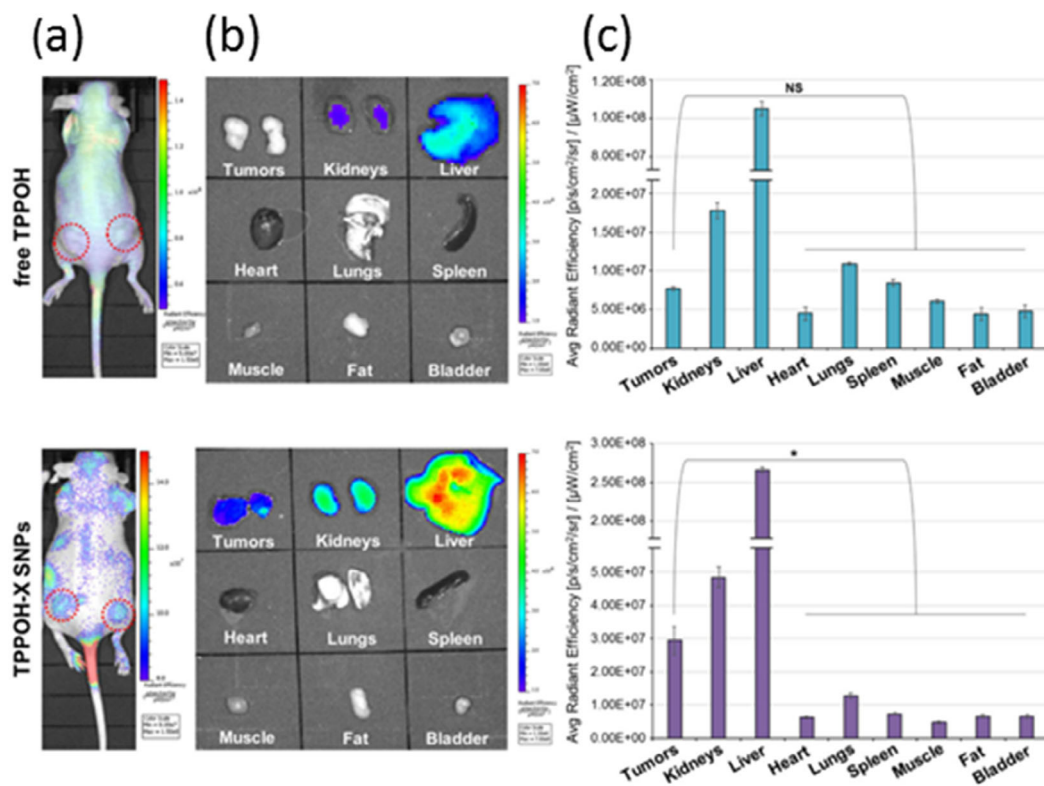 (a) (b) (c)
free TPPOH
Tumors Kidneys Liver
Heart Lungs Spleen
Muscle Fat Bladder
Radiant Efficiency
Avg Radiant Efficiency [p/s/cm²/sr] / [µW/cm²]
1.20E+08
1.00E+08
8.00E+07
2.00E+07
1.50E+07
1.00E+07
5.00E+06
0.00E+00
NS
Tumors Kidneys Liver Heart Lungs Spleen Muscle Fat Bladder
TPPOH-X SNPs
Tumors Kidneys Liver
Heart Lungs Spleen
Muscle Fat Bladder
Radiant Efficiency
Avg Radiant Efficiency [p/s/cm²/sr] / [µW/cm²]
3.00E+08
2.50E+08
2.00E+08
5.00E+07
4.00E+07
3.00E+07
2.00E+07
1.00E+07
0.00E+00
*
Tumors Kidneys Liver Heart Lungs Spleen Muscle Fat Bladder